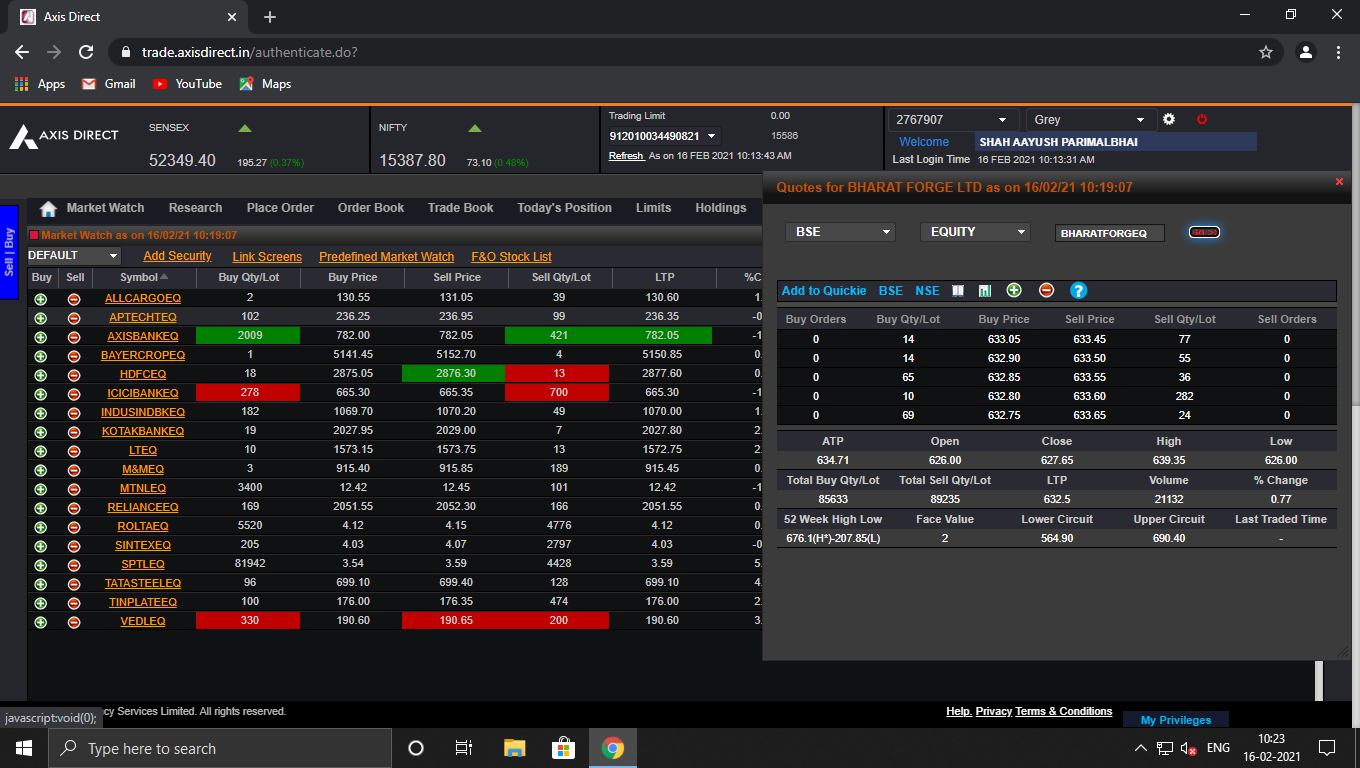 Axis Direct
trade.axisdirect.in/authenticate.do?
Apps Gmail YouTube Maps
AXIS DIRECT
SENSEX
52349.40 195.27 (0.37%)
NIFTY
15387.80 73.10 (0.48%)
Trading Limit 0.00
912010034490821 15586
Refresh As on 16 FEB 2021 10:13:43 AM
2767907 Grey
Welcome SHAH AAYUSH PARIMALBHAI
Last Login Time 16 FEB 2021 10:13:31 AM
Sell | Buy
Market Watch Research Place Order Order Book Trade Book Today's Position Limits Holdings
Market Watch as on 16/02/21 10:19:07
DEFAULT Add Security Link Screens Predefined Market Watch F&O Stock List
Buy Sell Symbol Buy Qty/Lot Buy Price Sell Price Sell Qty/Lot LTP %C
ALLCARGOEQ 2 130.55 131.05 39 130.60 1.
APTECHTEQ 102 236.25 236.95 99 236.35 -0
AXISBANKEQ 2009 782.00 782.05 421 782.05 -1
BAYERCROPEQ 1 5141.45 5152.70 4 5150.85 0.
HDFCEQ 18 2875.05 2876.30 13 2877.60 0.
ICICIBANKEQ 278 665.30 665.35 700 665.30 -1
INDUSINDBKEQ 182 1069.70 1070.20 49 1070.00 1.
KOTAKBANKEQ 19 2027.95 2029.00 7 2027.80 2.
LTEQ 10 1573.15 1573.75 13 1572.75 2.
M&MEQ 3 915.40 915.85 189 915.45 0.
MTNLEQ 3400 12.42 12.45 101 12.42 -1
RELIANCEEQ 169 2051.55 2052.30 166 2051.55 0.
ROLTAEQ 5520 4.12 4.15 4776 4.12 0.
SINTEXEQ 205 4.03 4.07 2797 4.03 -0
SPTLEQ 81942 3.54 3.59 4428 3.59 5.
TATASTEELEQ 96 699.10 699.40 128 699.10 4.
TINPLATEEQ 100 176.00 176.35 474 176.00 2.
VEDLEQ 330 190.60 190.65 200 190.60 3.
Quotes for BHARAT FORGE LTD as on 16/02/21 10:19:07
BSE EQUITY BHARATFORGEQ
Add to Quickie BSE NSE
Buy Orders Buy Qty/Lot Buy Price Sell Price Sell Qty/Lot Sell Orders
0 14 633.05 633.45 77 0
0 14 632.90 633.50 55 0
0 65 632.85 633.55 36 0
0 10 632.80 633.60 282 0
0 69 632.75 633.65 24 0
ATP Open Close High Low
634.71 626.00 627.65 639.35 626.00
Total Buy Qty/Lot Total Sell Qty/Lot LTP Volume % Change
85633 89235 632.5 21132 0.77
52 Week High Low Face Value Lower Circuit Upper Circuit Last Traded Time
676.1(H*)-207.85(L) 2 564.90 690.40 -
javascript:void(0); cy Services Limited. All rights reserved.
Help. Privacy Terms & Conditions
My Privileges
Type here to search
ENG
10:23
16-02-2021